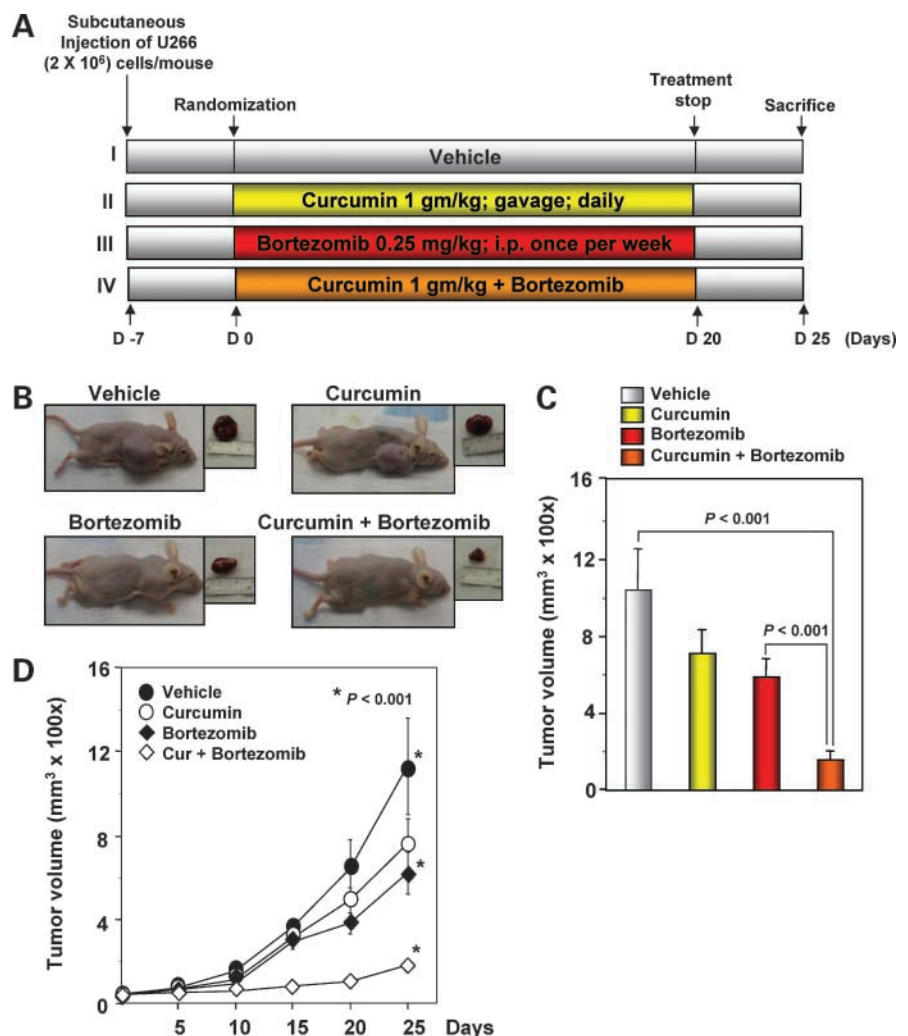 A
Subcutaneous
Injection of U266
(2 X 10⁶) cells/mouse
Randomization
Treatment
stop
Sacrifice
I
Vehicle
II
Curcumin 1 gm/kg; gavage; daily
III
Bortezomib 0.25 mg/kg; i.p. once per week
IV
Curcumin 1 gm/kg + Bortezomib
D -7
D 0
D 20
D 25 (Days)
B
Vehicle
Curcumin
Bortezomib
Curcumin + Bortezomib
C
Vehicle
Curcumin
Bortezomib
Curcumin + Bortezomib
Tumor volume (mm³ x 100x)
16
12
8
4
0
P < 0.001
P < 0.001
D
Tumor volume (mm³ x 100x)
16
12
8
4
0
Vehicle
Curcumin
Bortezomib
Cur + Bortezomib
* P < 0.001
*
*
*
5 10 15 20 25 Days